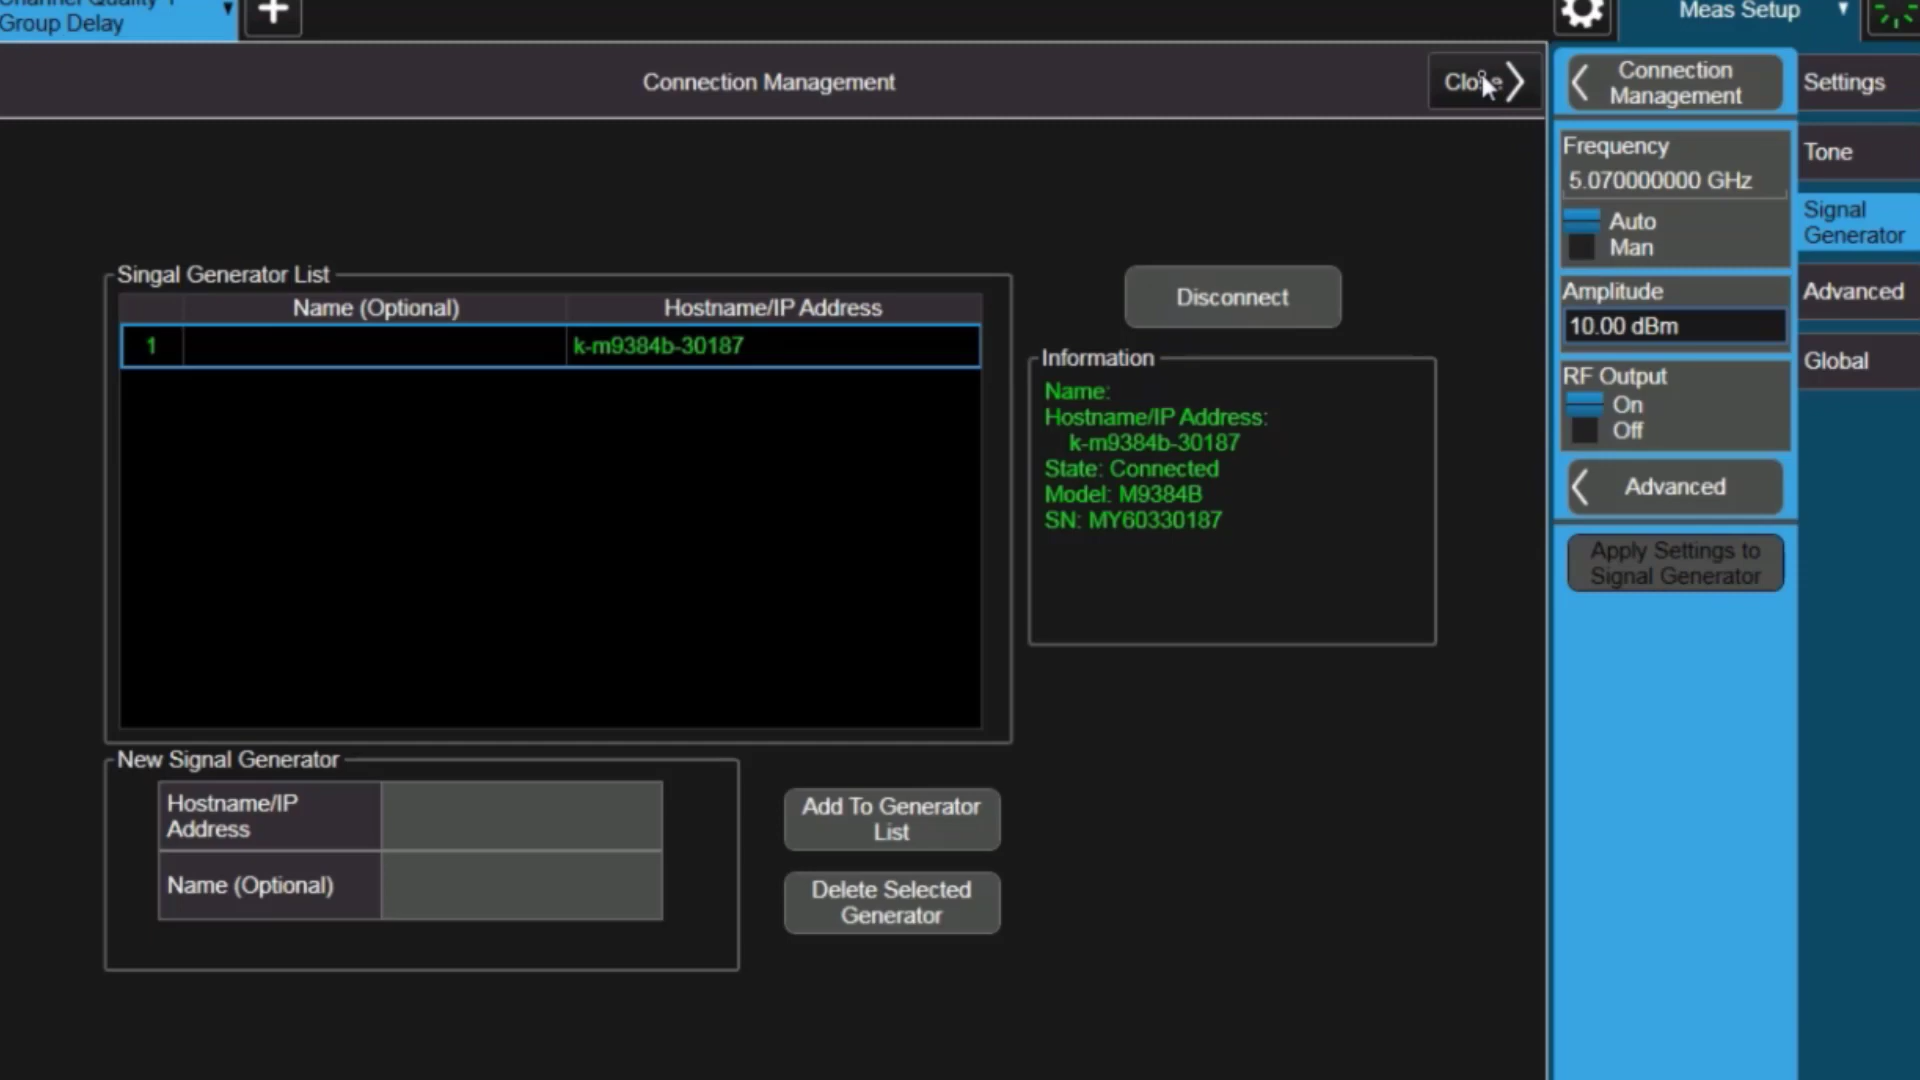 Channel Quality 1
Group Delay
Meas Setup
Connection Management
Close
Connection
Management
Settings
Frequency
5.070000000 GHz
Auto
Man
Tone
Signal
Generator
Amplitude
10.00 dBm
Advanced
RF Output
On
Off
Global
Advanced
Apply Settings to
Signal Generator
Singal Generator List
Name (Optional)
Hostname/IP Address
1
k-m9384b-30187
Disconnect
Information
Name:
Hostname/IP Address:
k-m9384b-30187
State: Connected
Model: M9384B
SN: MY60330187
New Signal Generator
Hostname/IP
Address
Name (Optional)
Add To Generator
List
Delete Selected
Generator